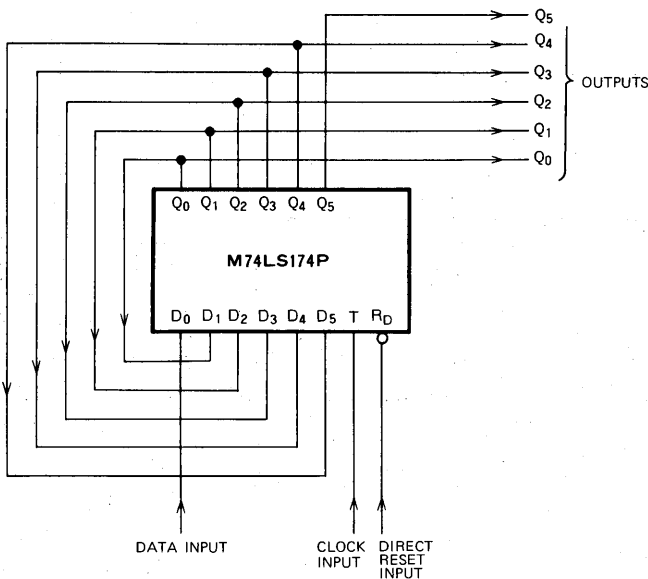 Q5
Q4
Q3
Q2
Q1
Q0
OUTPUTS
Q0 Q1 Q2 Q3 Q4 Q5
M74LS174P
D0 D1 D2 D3 D4 D5 T RD
DATA INPUT
CLOCK INPUT
DIRECT RESET INPUT